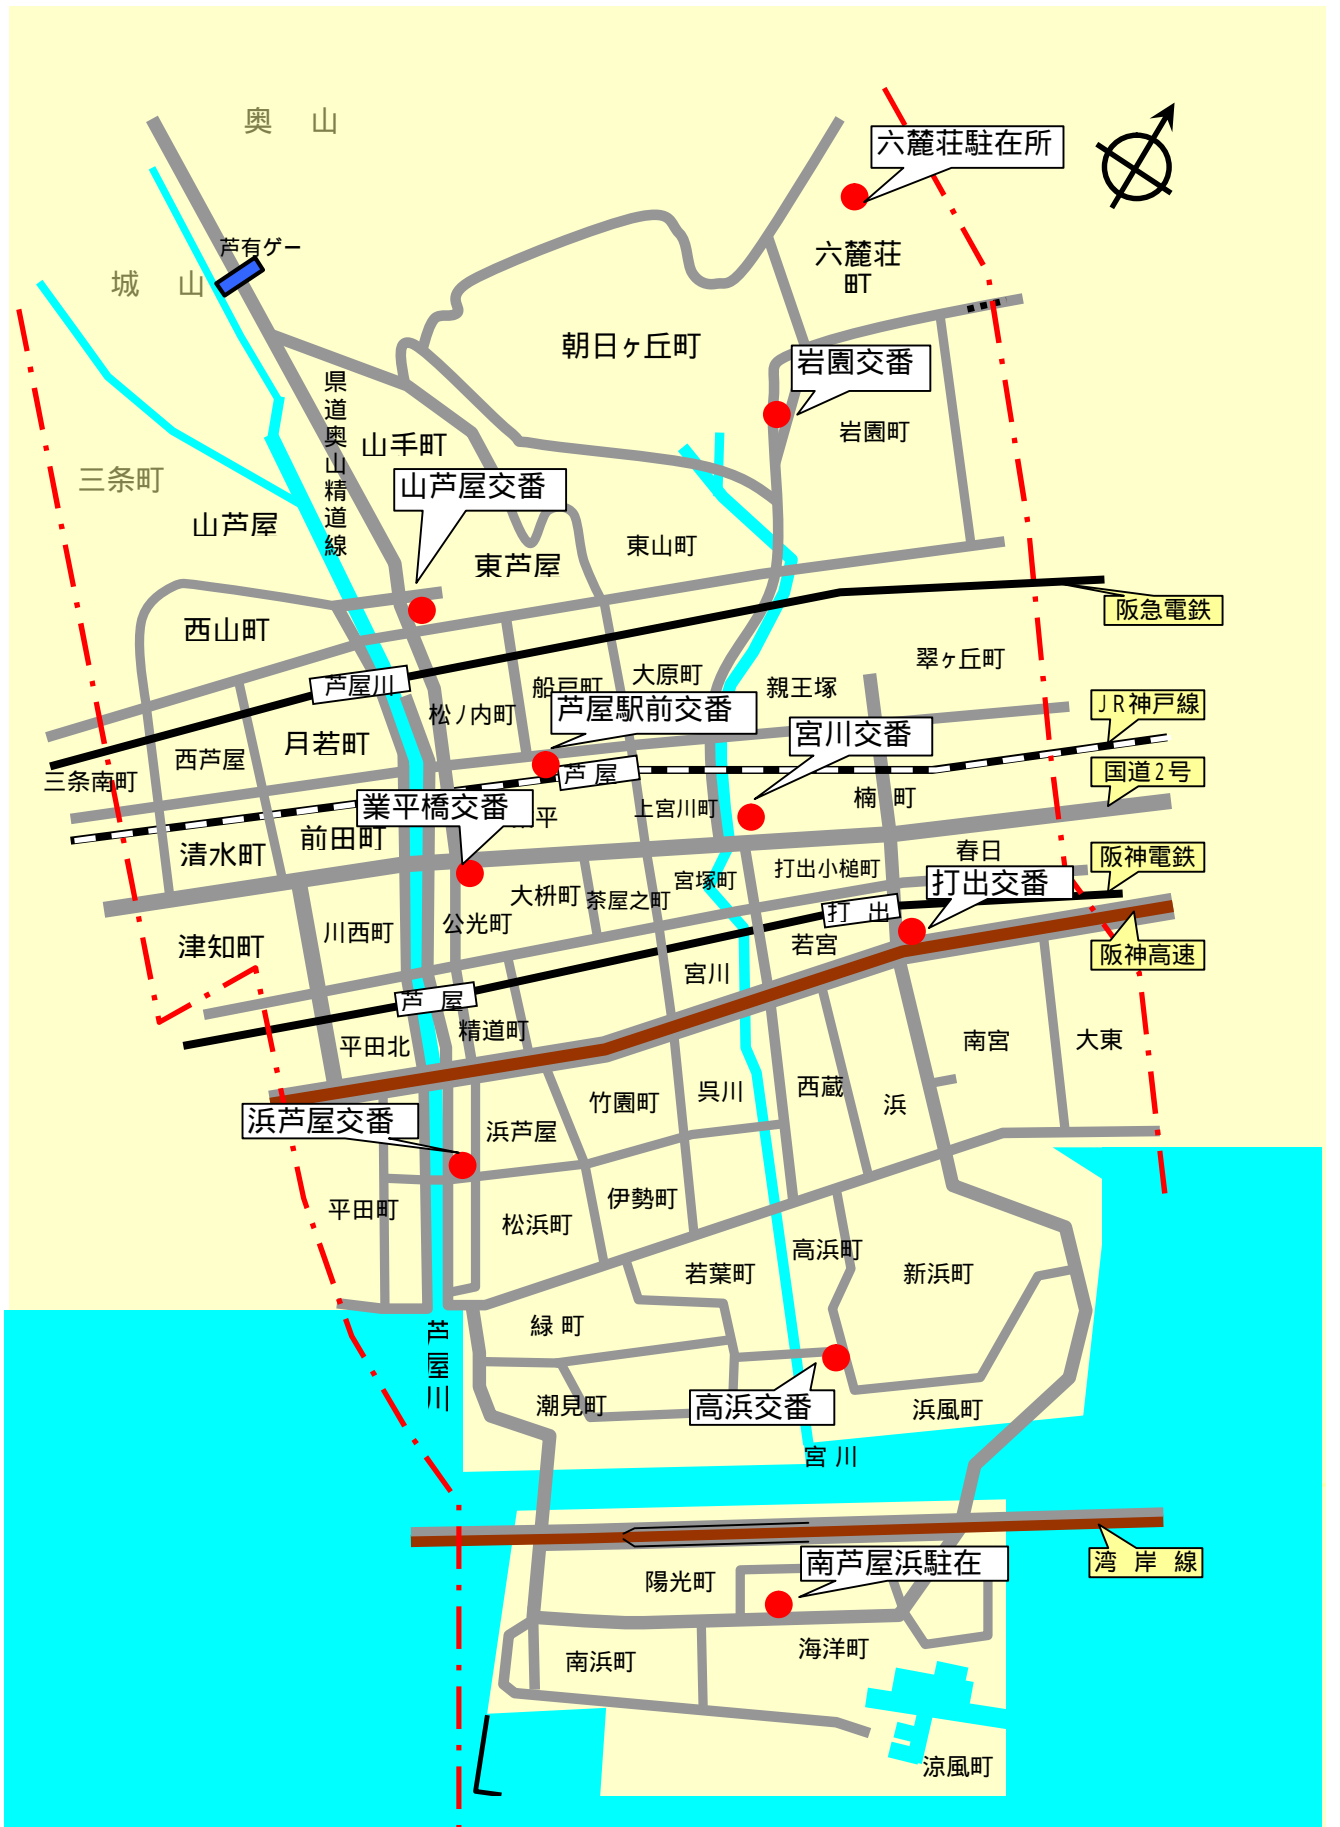 奥 山
六麓荘駐在所
芦有ゲー
六麓荘
町
城 山
朝日ヶ丘町
岩園交番
県道奥山精道線
岩園町
山手町
三条町
山芦屋交番
山芦屋
東山町
東芦屋
阪急電鉄
西山町
翠ヶ丘町
大原町
芦屋川
船戸町
親王塚
松ノ内町
芦屋駅前交番
JR神戸線
宮川交番
月若町
西芦屋
国道2号
芦 屋
三条南町
楠 町
業平橋交番
上宮川町
平
前田町
清水町
春日
阪神電鉄
打出小槌町
宮塚町
打出交番
大枡町
茶屋之町
打 出
公光町
川西町
津知町
若宮
阪神高速
宮川
芦 屋
精道町
平田北
南宮
大東
西蔵
呉川
竹園町
浜
浜芦屋交番
浜芦屋
伊勢町
平田町
松浜町
高浜町
若葉町
新浜町
緑 町
芦屋川
潮見町
高浜交番
浜風町
宮 川
湾 岸 線
南芦屋浜駐在
陽光町
海洋町
南浜町
涼風町